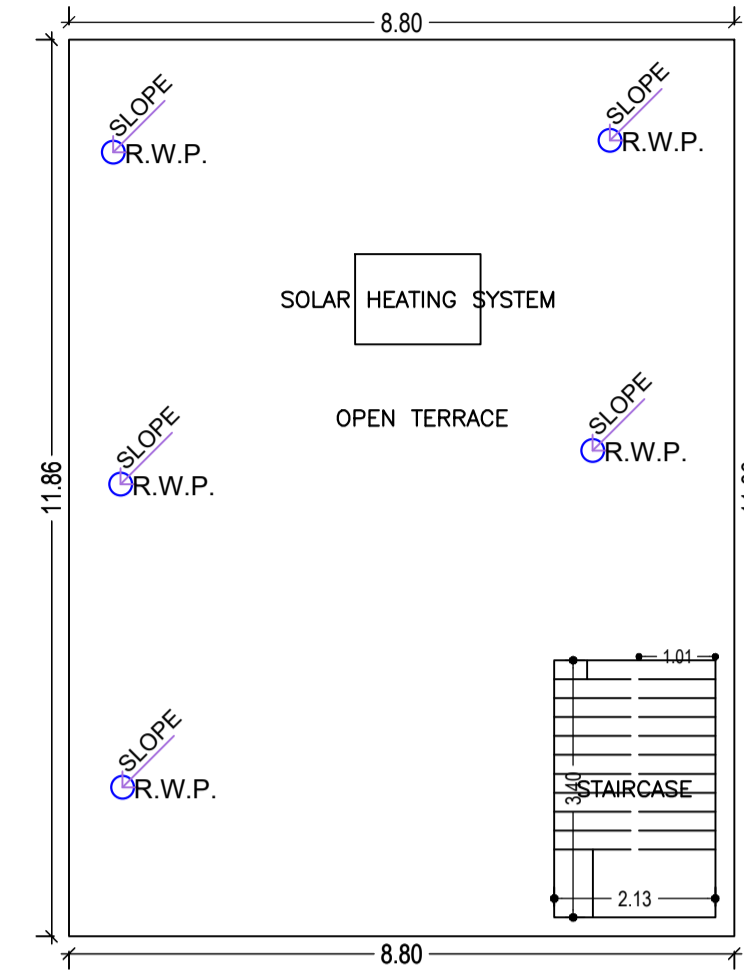 8.80
SLOPE
R.W.P.
SLOPE
R.W.P.
SOLAR HEATING SYSTEM
OPEN TERRACE
SLOPE
R.W.P.
SLOPE
R.W.P.
11.86
1.01
SLOPE
R.W.P.
3.40
STAIRCASE
2.13
8.80